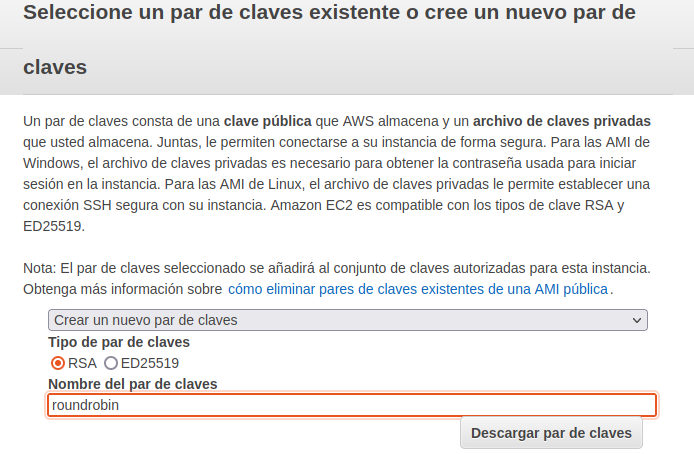 Seleccione un par de claves existente o cree un nuevo par de
claves
Un par de claves consta de una clave pública que AWS almacena y un archivo de claves privadas
que usted almacena. Juntas, le permiten conectarse a su instancia de forma segura. Para las AMI de
Windows, el archivo de claves privadas es necesario para obtener la contraseña usada para iniciar
sesión en la instancia. Para las AMI de Linux, el archivo de claves privadas le permite establecer una
conexión SSH segura con su instancia. Amazon EC2 es compatible con los tipos de clave RSA y
ED25519.
Nota: El par de claves seleccionado se añadirá al conjunto de claves autorizadas para esta instancia.
Obtenga más información sobre cómo eliminar pares de claves existentes de una AMI pública.
Crear un nuevo par de claves
Tipo de par de claves
RSA ED25519
Nombre del par de claves
roundrobin
Descargar par de claves